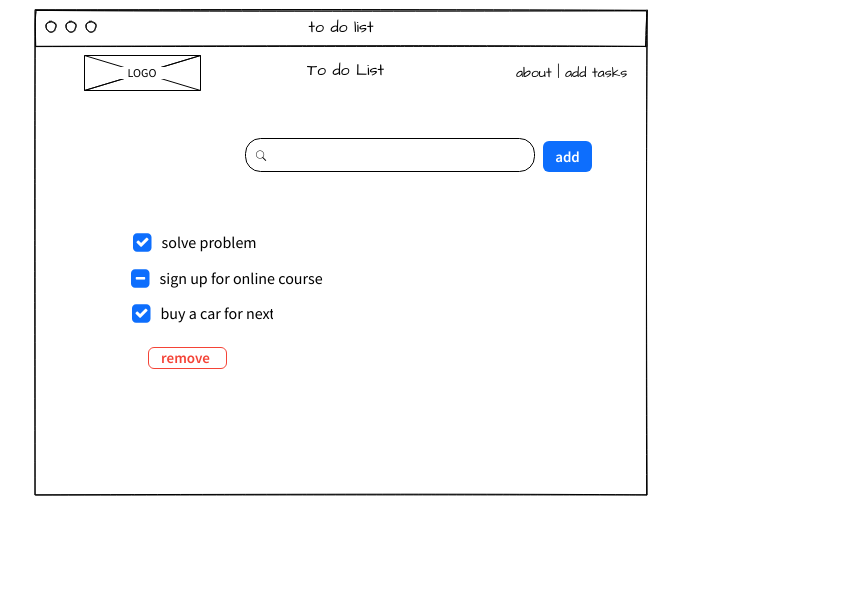 to do list
LOGO
To do List
about | add tasks
add
solve problem
sign up for online course
buy a car for next
remove